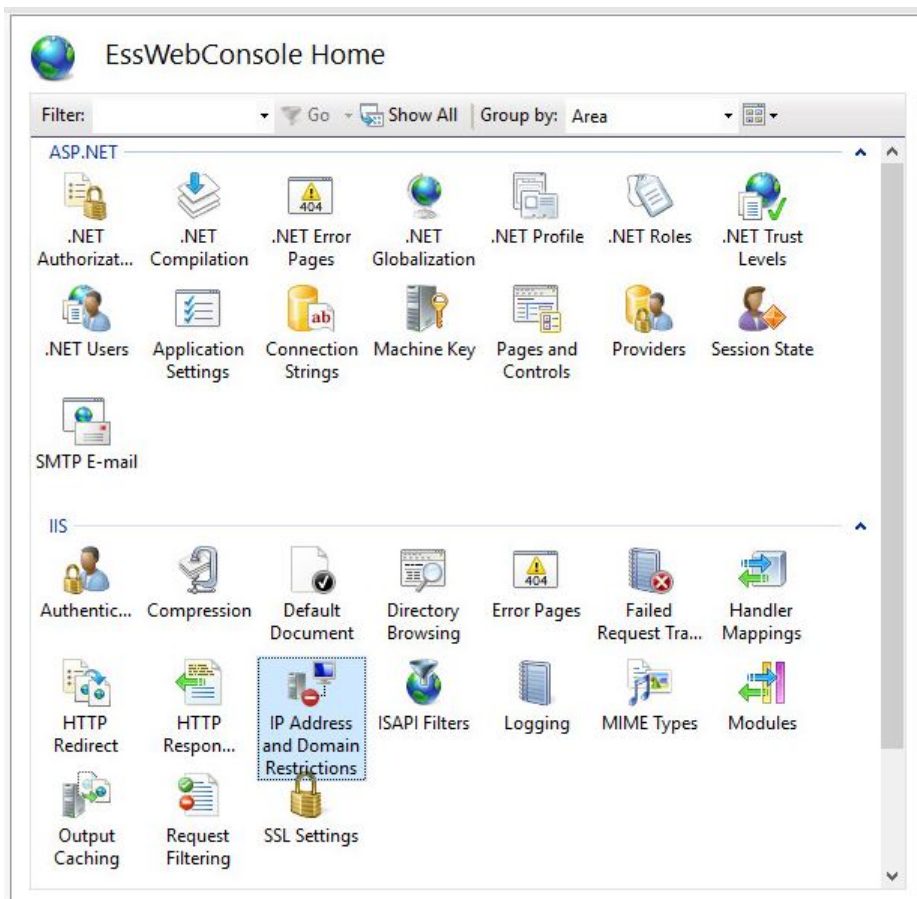 EssWebConsole Home
Filter: Go Show All Group by: Area
ASP.NET
.NET Authorizat...
.NET Compilation
.NET Error Pages
.NET Globalization
.NET Profile
.NET Roles
.NET Trust Levels
.NET Users
Application Settings
Connection Strings
Machine Key
Pages and Controls
Providers
Session State
SMTP E-mail
IIS
Authentic...
Compression
Default Document
Directory Browsing
Error Pages
Failed Request Tra...
Handler Mappings
HTTP Redirect
HTTP Respon...
IP Address and Domain Restrictions
ISAPI Filters
Logging
MIME Types
Modules
Output Caching
Request Filtering
SSL Settings
404
ab
404